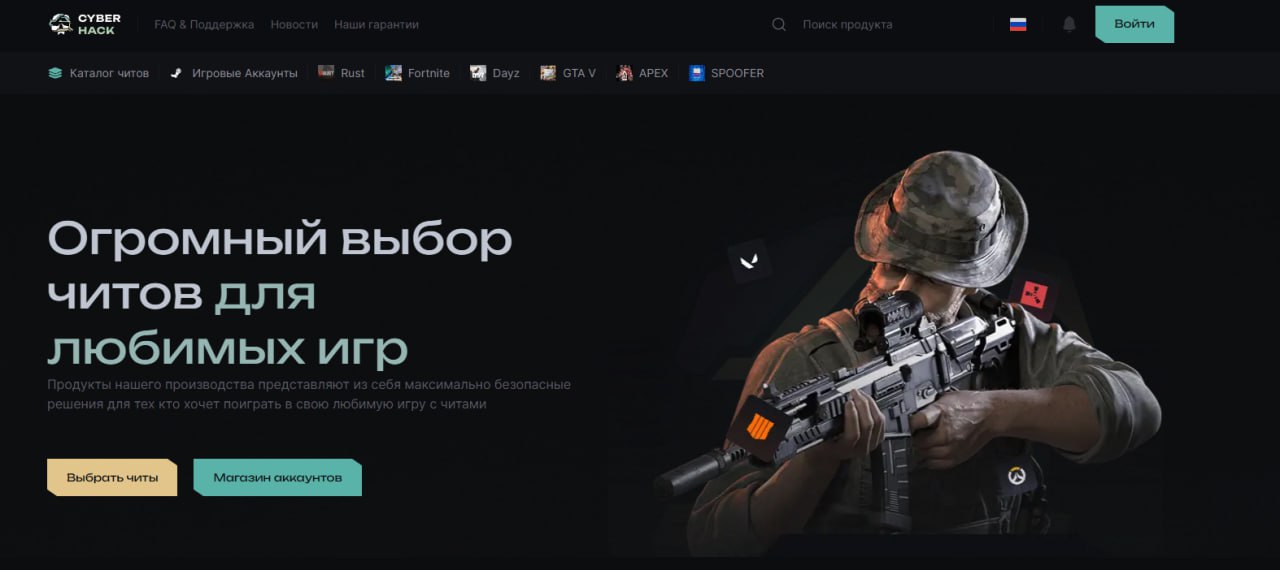 CYBER
HACK
FAQ & Поддержка
Новости
Наши гарантии
Поиск продукта
Войти
Каталог читов
Игровые Аккаунты
Rust
Fortnite
Dayz
GTA V
APEX
SPOOFER
Огромный выбор
читов для
любимых игр
Продукты нашего производства представляют из себя максимально безопасные
решения для тех кто хочет поиграть в свою любимую игру с читами
Выбрать читы
Магазин аккаунтов